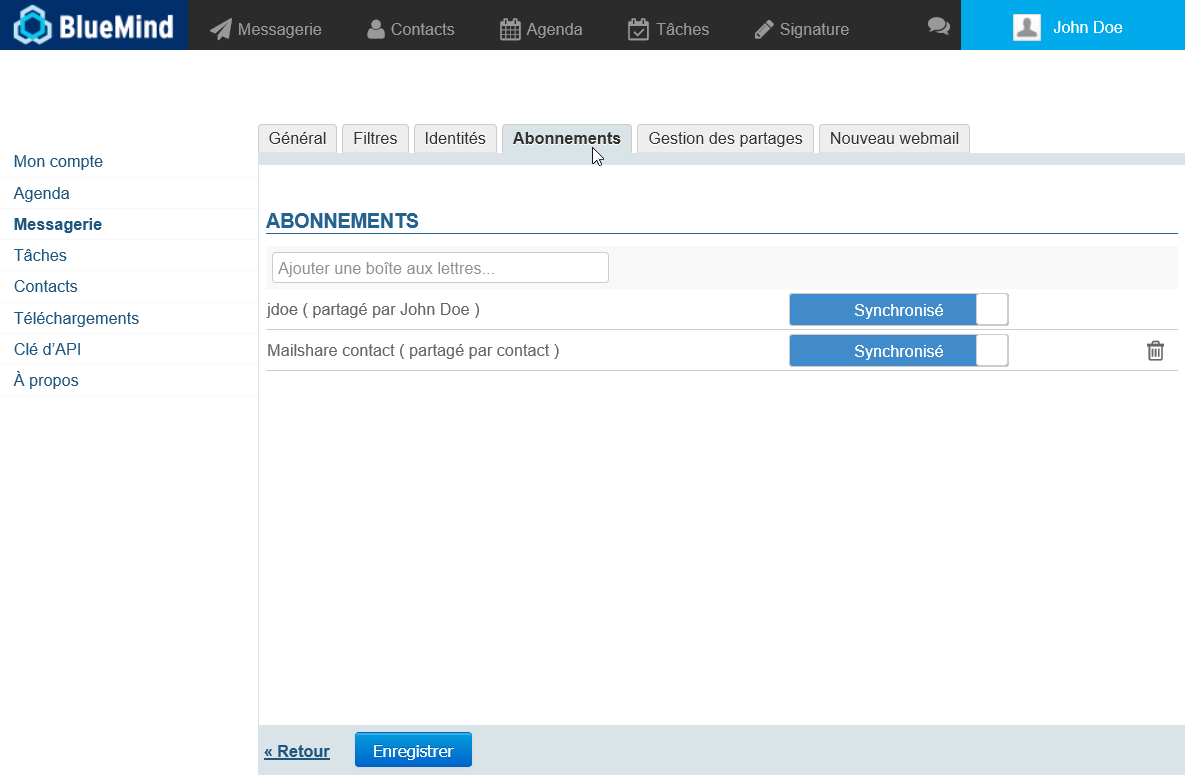 BlueMind Messagerie Contacts Agenda Tâches Signature John Doe
Général Filtres Identités Abonnements Gestion des partages Nouveau webmail
Mon compte
Agenda
Messagerie
Tâches
Contacts
Téléchargements
Clé d’API
À propos
ABONNEMENTS
Ajouter une boîte aux lettres...
jdoe ( partagé par John Doe ) Synchronisé
Mailshare contact ( partagé par contact ) Synchronisé
« Retour Enregistrer